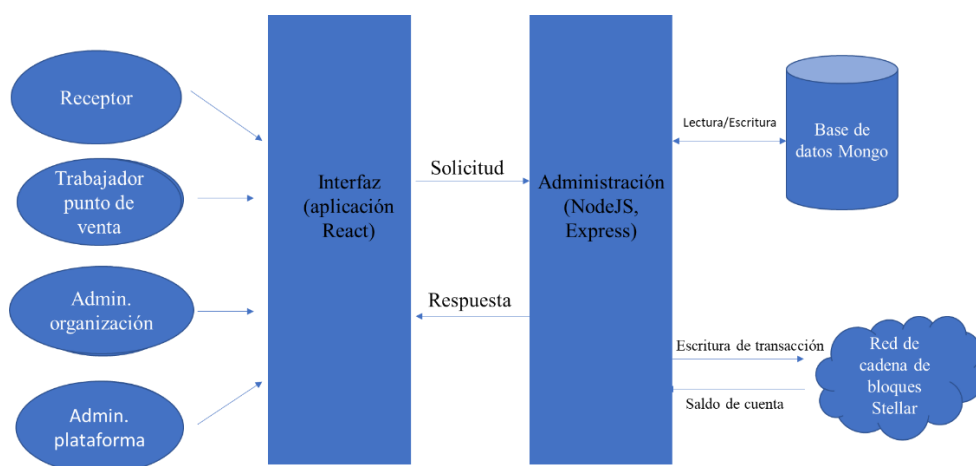 Receptor
Trabajador
punto de
venta
Admin.
organización
Admin.
plataforma
Interfaz
(aplicación
React)
Solicitud
Respuesta
Administración
(NodeJS,
Express)
Lectura/Escritura
Base de
datos Mongo
Escritura de transacción
Saldo de cuenta
Red de
cadena de
bloques
Stellar